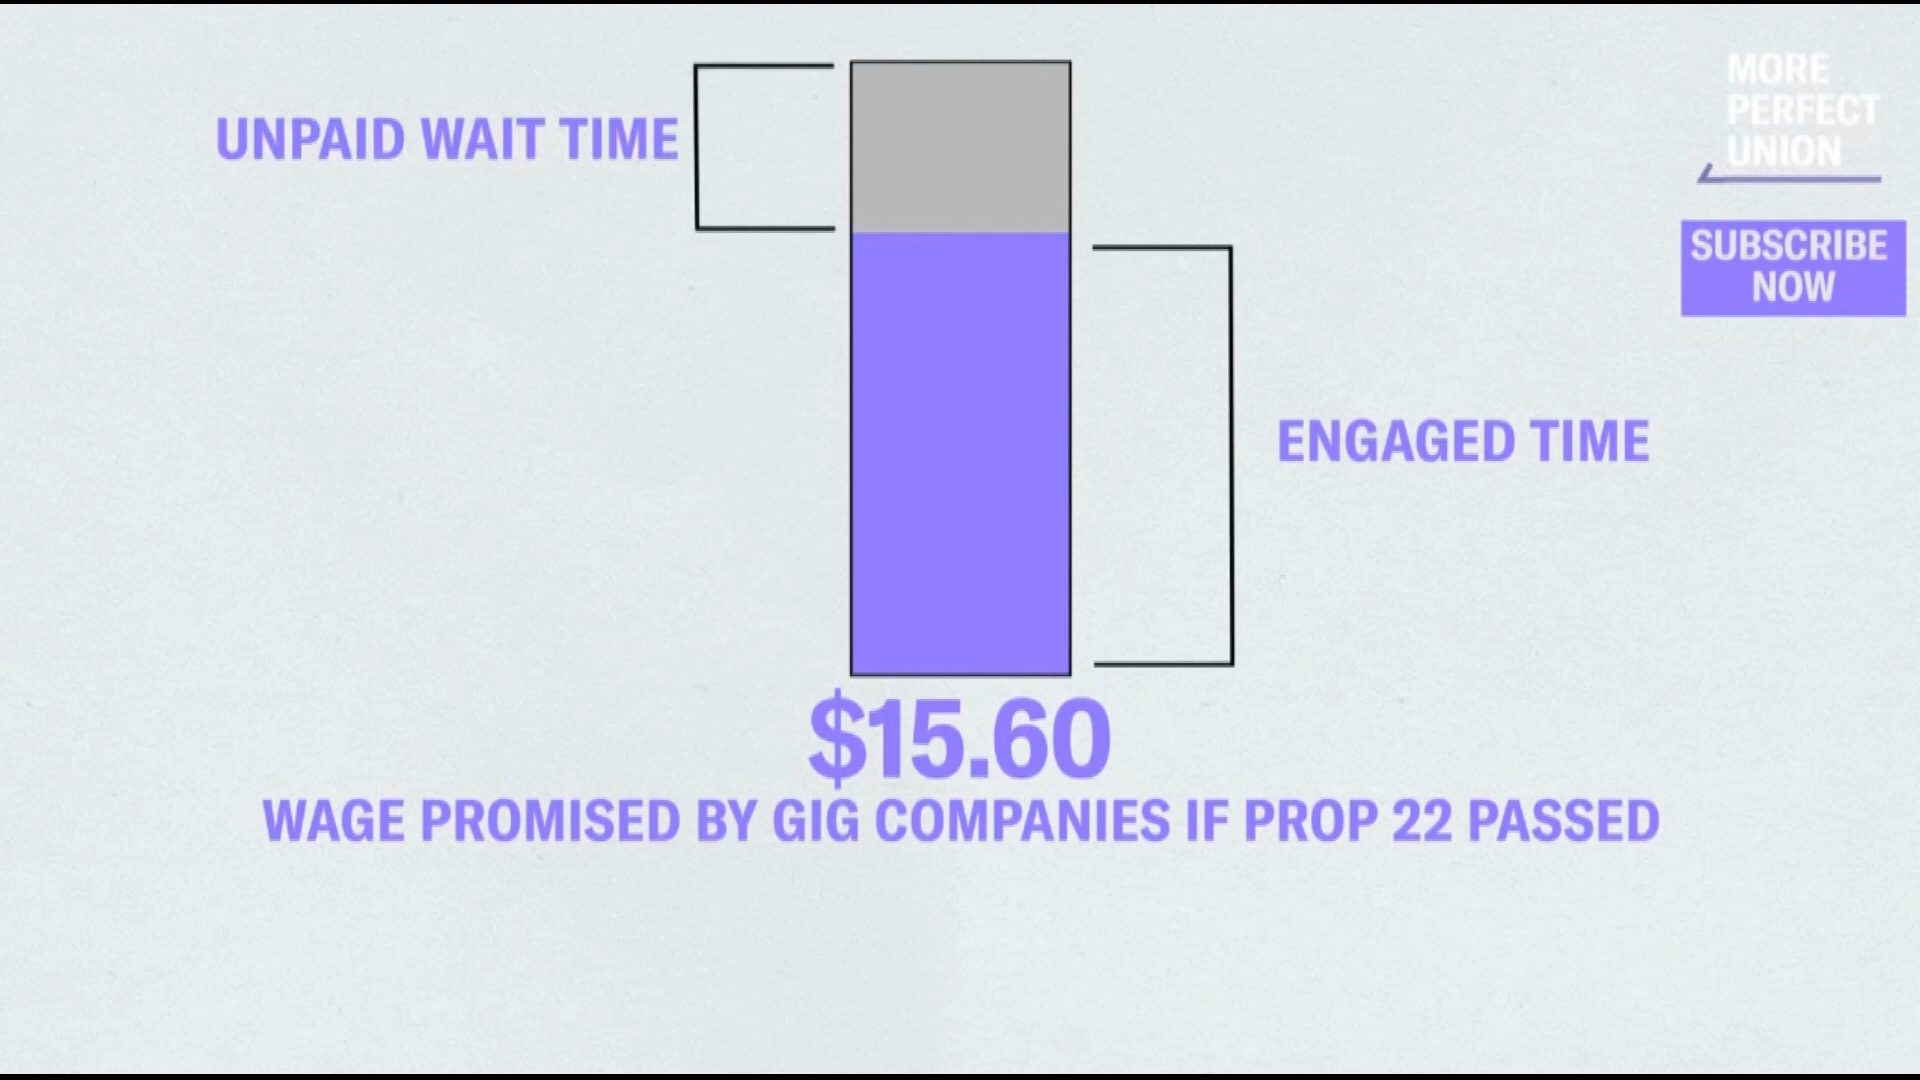 UNPAID WAIT TIME
MORE
PERFECT
UNION
SUBSCRIBE
NOW
ENGAGED TIME
$15.60
WAGE PROMISED BY GIG COMPANIES IF PROP 22 PASSED